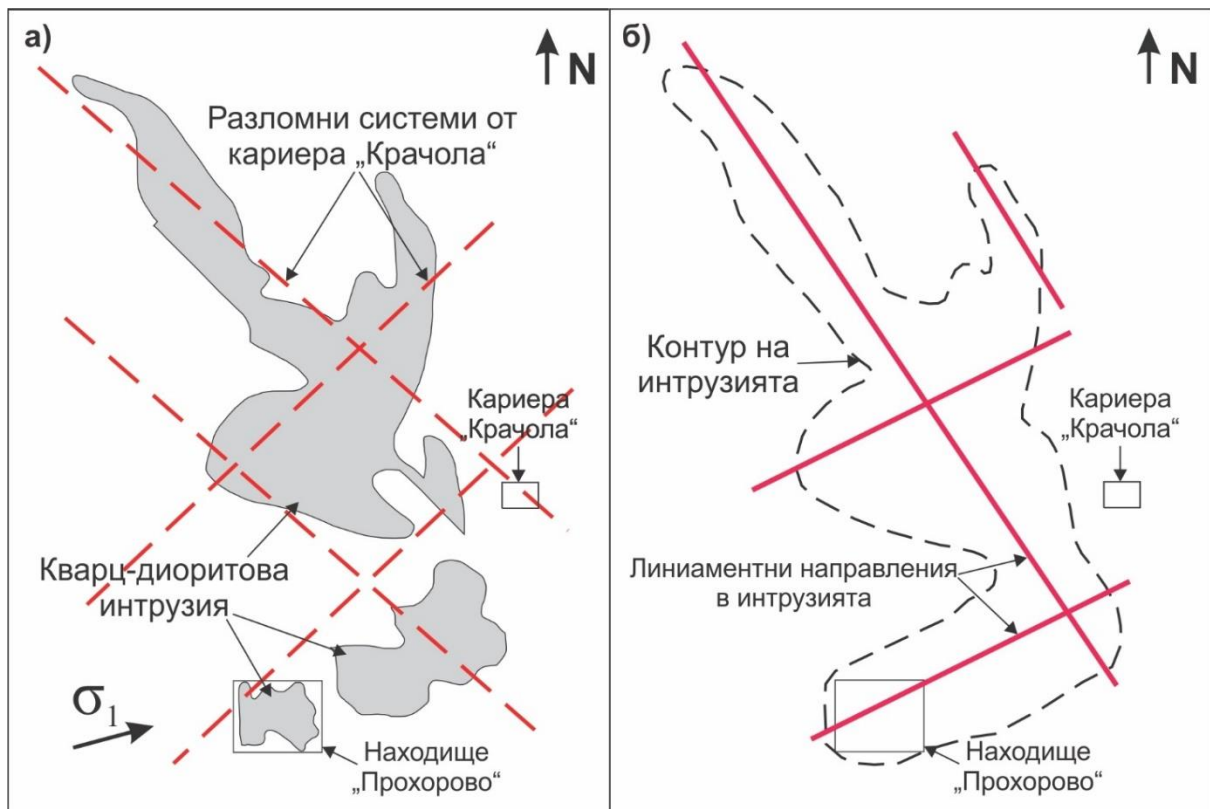 а)
N
Разломни системи от
кариера „Крачола“
Кариера
„Крачола“
Кварц-диоритова
интрузия
σ1
Находище
„Прохорово“
б)
N
Контур на
интрузията
Кариера
„Крачола“
Линиаментни направления
в интрузията
Находище
„Прохорово“